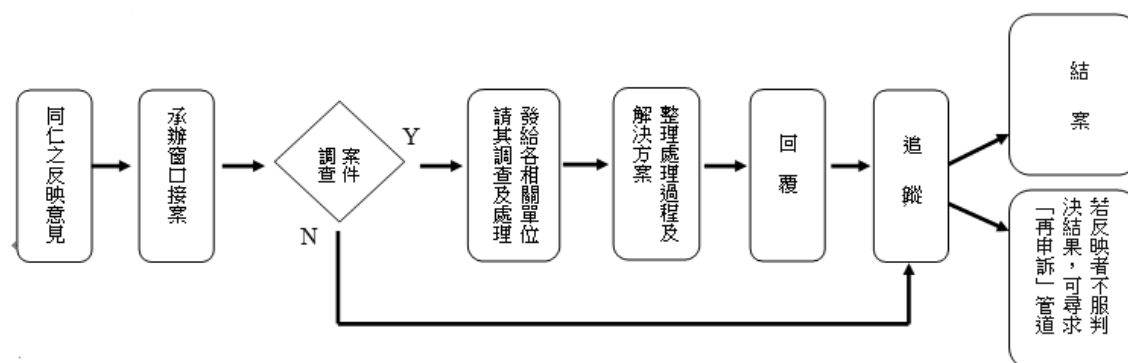 同仁之反映意見
承辦窗口接案
案件
調查
Y
N
發給各相關單位
請其調查及處理
整理處理過程及
解決方案
回覆
追蹤
結案
若反映者不服判
決結果，可尋求
「再申訴」管道